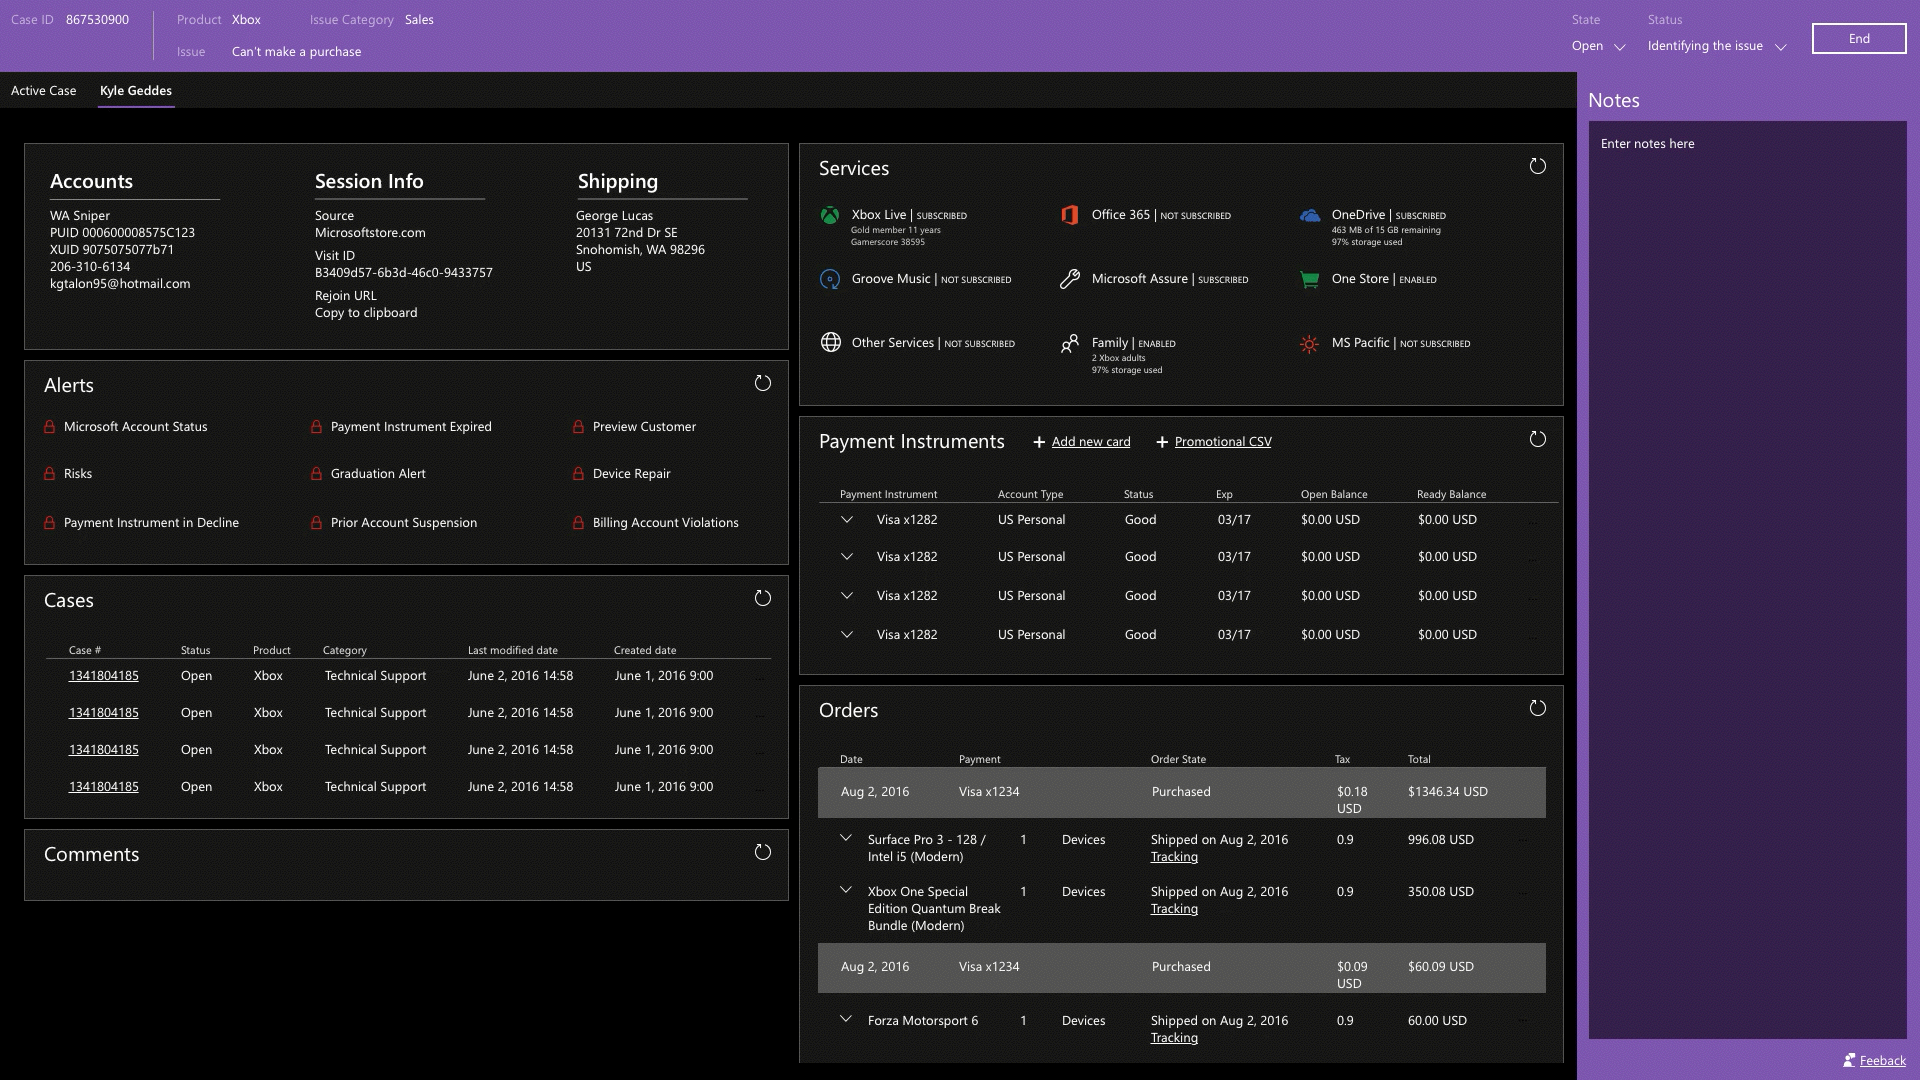 Case ID 867530900
Product Xbox Issue Category Sales
Issue Can't make a purchase
State Status
Open Identifying the issue
End
Active Case Kyle Geddes
Accounts
WA Sniper
PUID 000600008575C123
XUID 9075075077b71
206-310-6134
kgtalon95@hotmail.com
Session Info
Source
Microsoftstore.com
Visit ID
B3409d57-6b3d-46c0-9433757
Rejoin URL
Copy to clipboard
Shipping
George Lucas
20131 72nd Dr SE
Snohomish, WA 98296
US
Alerts
Microsoft Account Status Payment Instrument Expired Preview Customer
Risks Graduation Alert Device Repair
Payment Instrument in Decline Prior Account Suspension Billing Account Violations
Cases
Case # Status Product Category Last modified date Created date
1341804185 Open Xbox Technical Support June 2, 2016 14:58 June 1, 2016 9:00 ...
1341804185 Open Xbox Technical Support June 2, 2016 14:58 June 1, 2016 9:00 ...
1341804185 Open Xbox Technical Support June 2, 2016 14:58 June 1, 2016 9:00 ...
1341804185 Open Xbox Technical Support June 2, 2016 14:58 June 1, 2016 9:00 ...
Comments
Services
Xbox Live | SUBSCRIBED
Gold member 11 years
Gamerscore 38595
Office 365 | NOT SUBSCRIBED
OneDrive | SUBSCRIBED
463 MB of 15 GB remaining
97% storage used
Groove Music | NOT SUBSCRIBED
Microsoft Assure | SUBSCRIBED
One Store | ENABLED
Other Services | NOT SUBSCRIBED
Family | ENABLED
2 Xbox adults
97% storage used
MS Pacific | NOT SUBSCRIBED
Payment Instruments + Add new card + Promotional CSV
Payment Instrument Account Type Status Exp Open Balance Ready Balance
Visa x1282 US Personal Good 03/17 $0.00 USD $0.00 USD ...
Visa x1282 US Personal Good 03/17 $0.00 USD $0.00 USD ...
Visa x1282 US Personal Good 03/17 $0.00 USD $0.00 USD ...
Visa x1282 US Personal Good 03/17 $0.00 USD $0.00 USD ...
Orders
Date Payment Order State Tax Total
Aug 2, 2016 Visa x1234 Purchased $0.18 $1346.34 USD
USD
Surface Pro 3 - 128 / 1 Devices Shipped on Aug 2, 2016 0.9 996.08 USD ...
Intel i5 (Modern) Tracking
Xbox One Special 1 Devices Shipped on Aug 2, 2016 0.9 350.08 USD ...
Edition Quantum Break Tracking
Bundle (Modern)
Aug 2, 2016 Visa x1234 Purchased $0.09 $60.09 USD
USD
Forza Motorsport 6 1 Devices Shipped on Aug 2, 2016 0.9 60.00 USD ...
Tracking
Notes
Enter notes here
Feeback